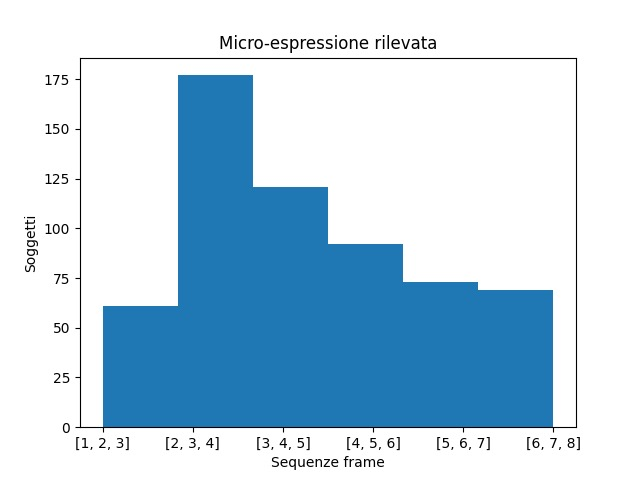 Micro-espressione rilevata
175
150
125
100
75
50
25
0
Soggetti
[1, 2, 3] [2, 3, 4] [3, 4, 5] [4, 5, 6] [5, 6, 7] [6, 7, 8]
Sequenze frame